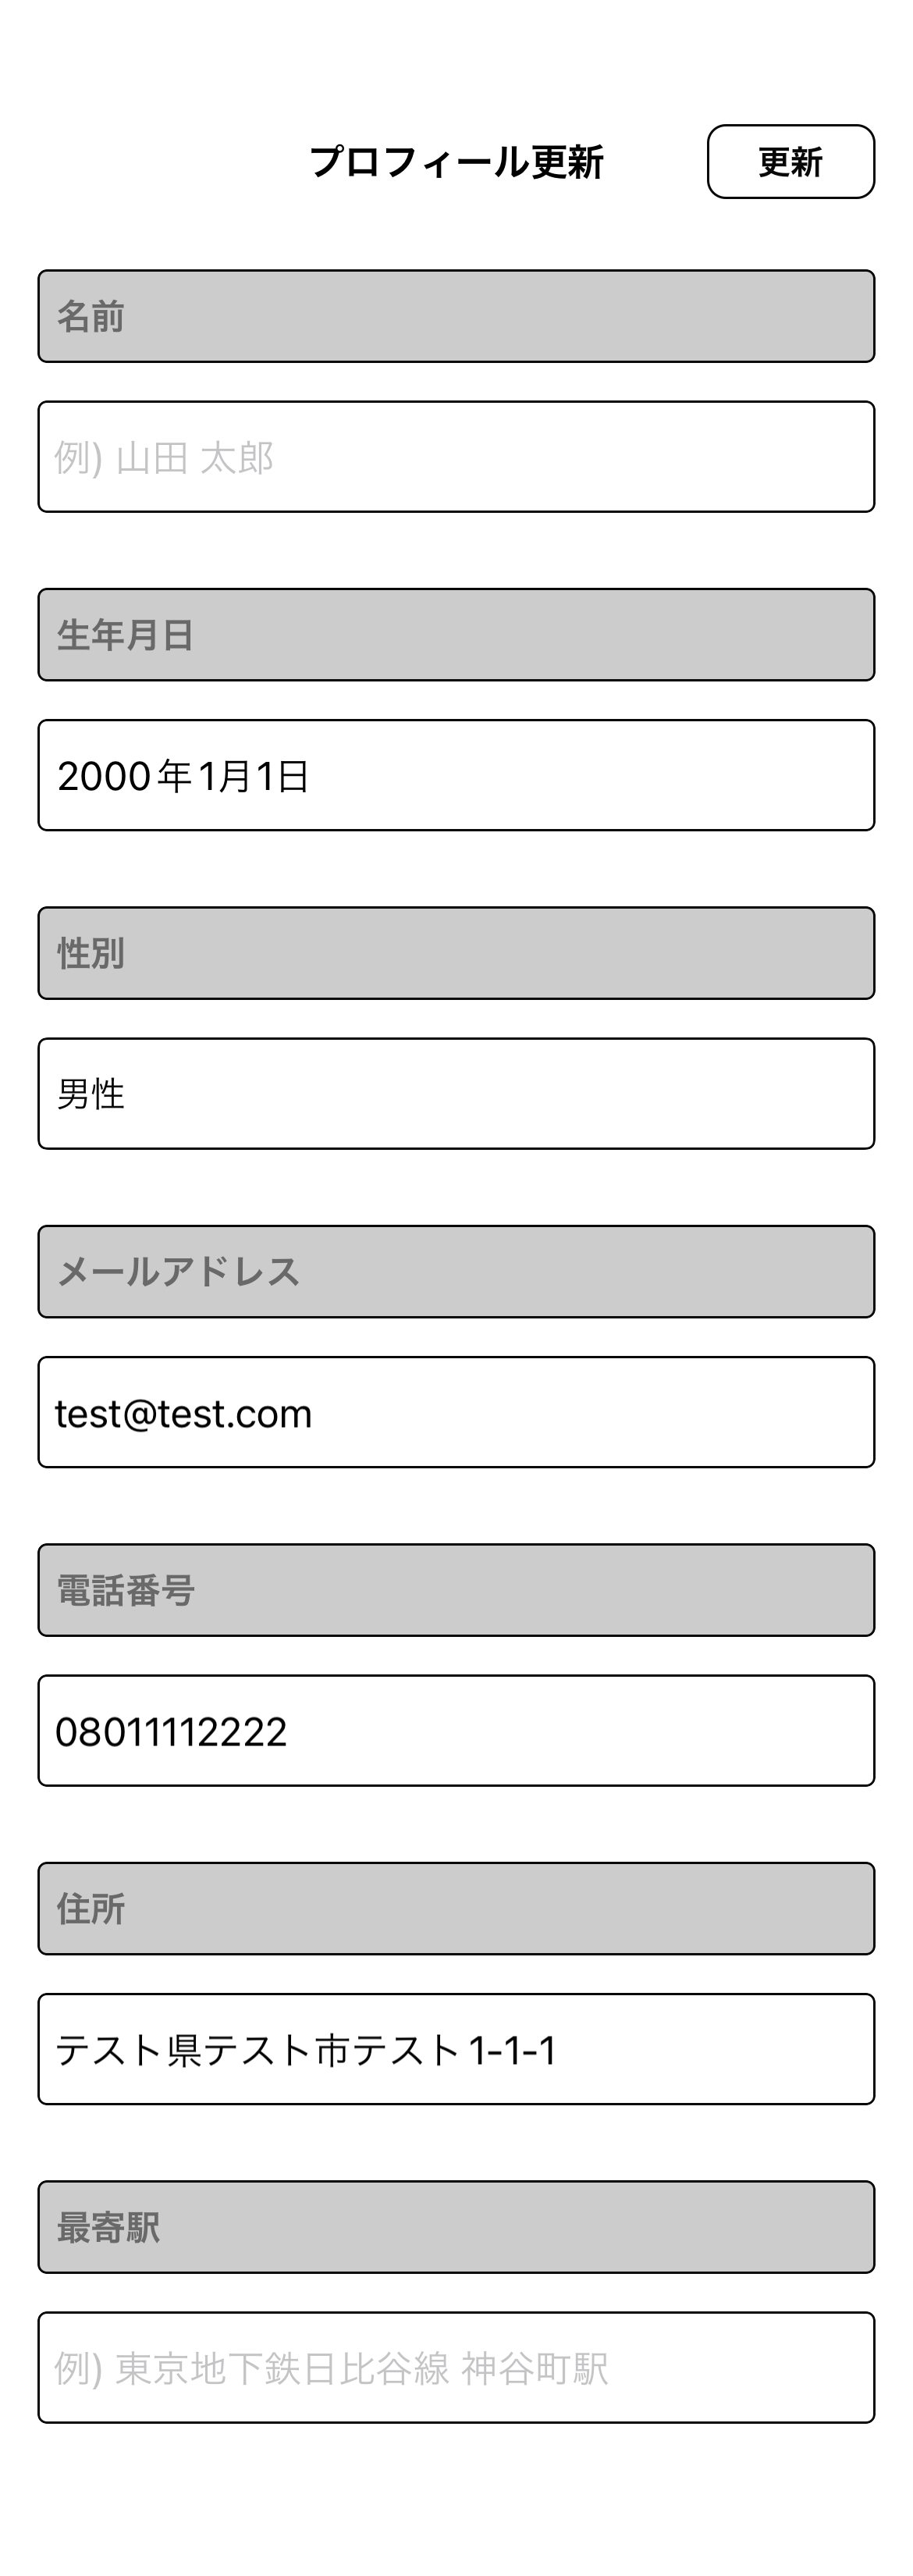 プロフィール更新
更新
名前
例) 山田 太郎
生年月日
2000年1月1日
性別
男性
メールアドレス
test@test.com
電話番号
08011112222
住所
テスト県テスト市テスト1-1-1
最寄駅
例) 東京地下鉄日比谷線 神谷町駅